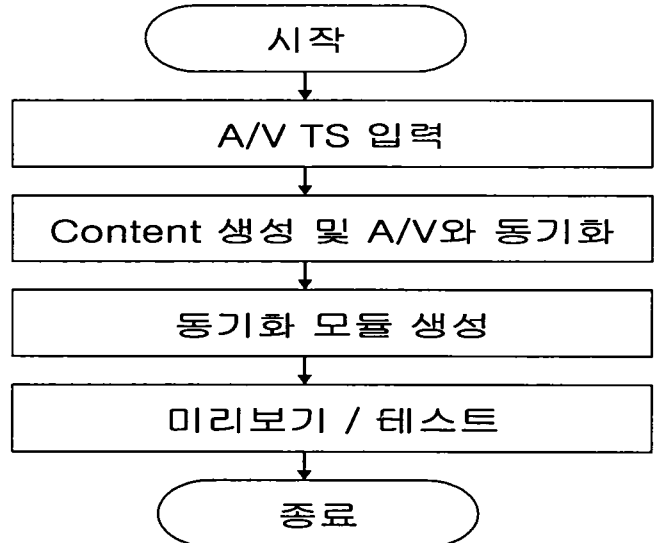 시작
A/V TS 입력
Content 생성 및 A/V와 동기화
동기화 모듈 생성
미리보기 / 테스트
종료